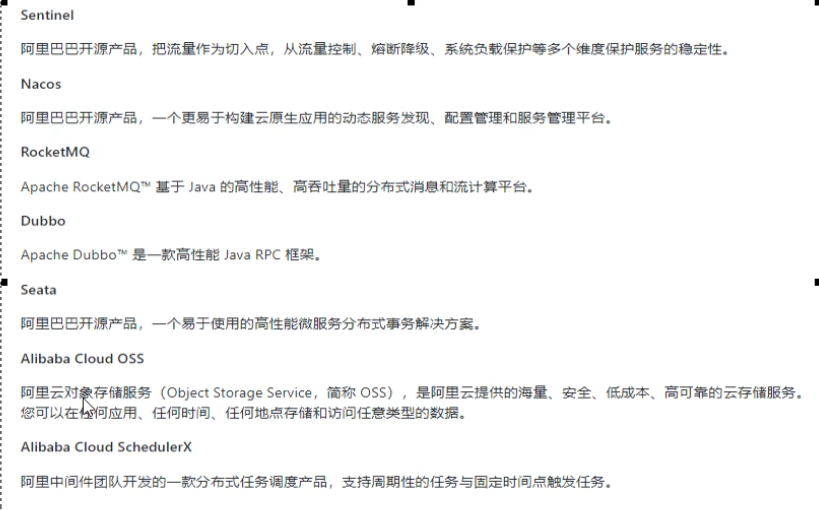 Sentinel
阿里巴巴开源产品，把流量作为切入点，从流量控制、熔断降级、系统负载保护等多个维度保护服务的稳定性。
Nacos
阿里巴巴开源产品，一个更易于构建云原生应用的动态服务发现、配置管理和服务管理平台。
RocketMQ
Apache RocketMQ™ 基于 Java 的高性能、高吞吐量的分布式消息和流计算平台。
Dubbo
Apache Dubbo™ 是一款高性能 Java RPC 框架。
Seata
阿里巴巴开源产品，一个易于使用的高性能微服务分布式事务解决方案。
Alibaba Cloud OSS
阿里云对象存储服务（Object Storage Service，简称 OSS），是阿里云提供的海量、安全、低成本、高可靠的云存储服务。
您可以在任何应用、任何时间、任何地点存储和访问任意类型的数据。
Alibaba Cloud SchedulerX
阿里中间件团队开发的一款分布式任务调度产品，支持周期性的任务与固定时间点触发任务。